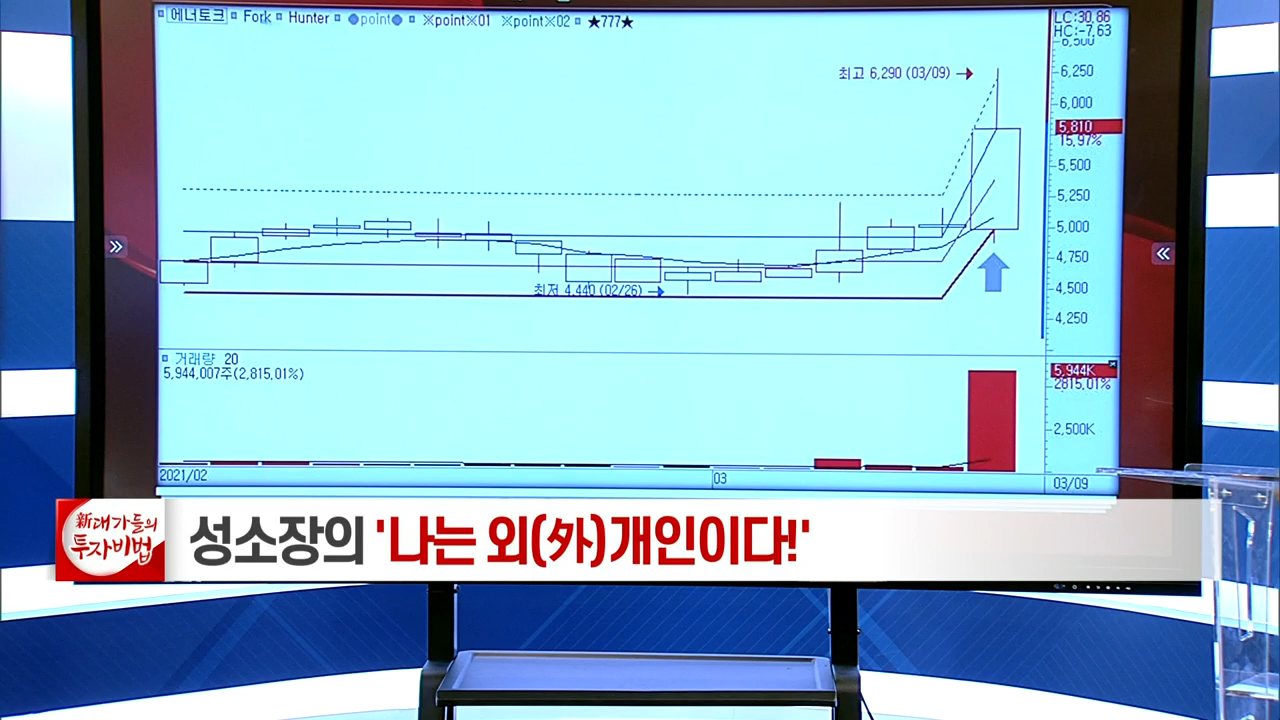 에너토크 Fork Hunter ●point● ※point※01 ※point※02 ★777★
LC:30,86
HC:-7,63
6,500
최고 6,290 (03/09)
6,250
6,000
5,810
15,97%
5,500
5,250
5,000
4,750
최저 4,440 (02/26)
4,500
4,250
거래량 20
5,944,007주(2,815,01%)
5,944K
2815,01%
2,500K
2021/02
03
03/09
新대가들의
투자비법
성소장의 '나는 외(外)개인이다!'